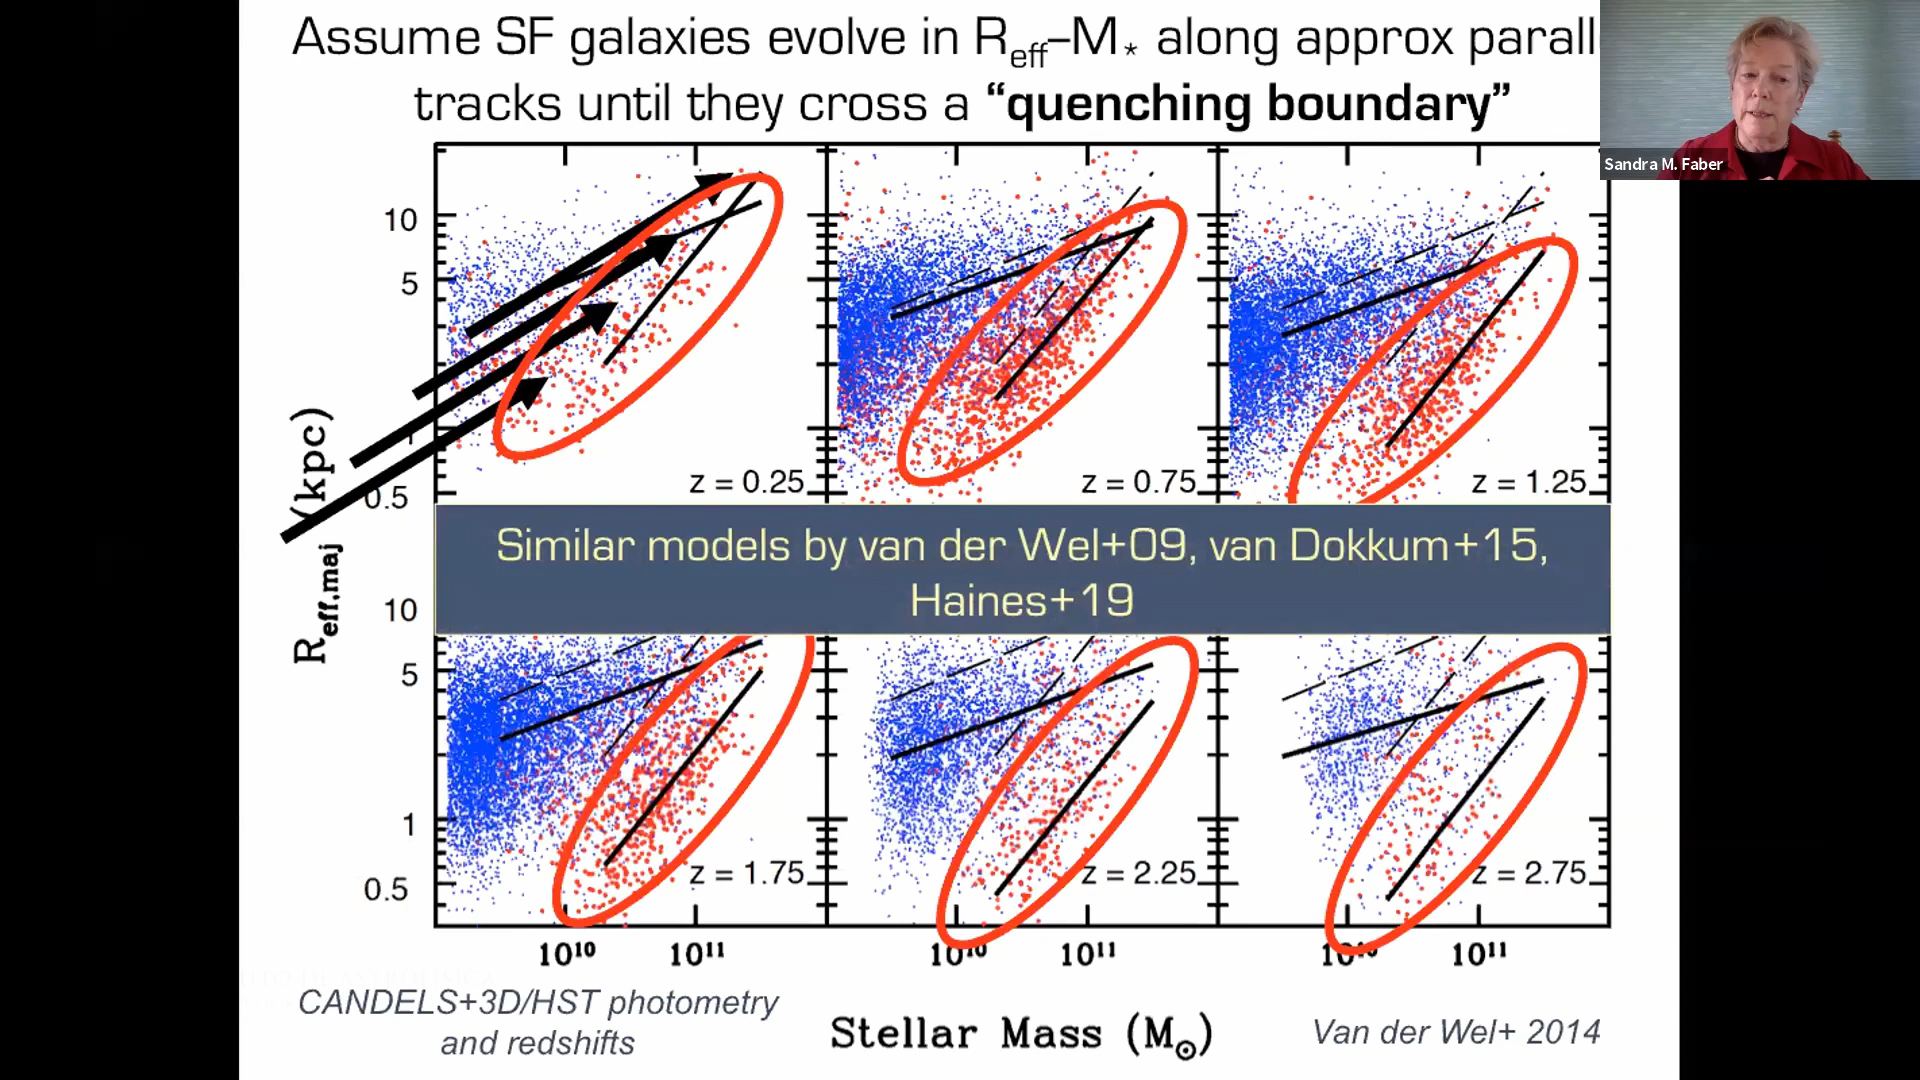 Assume SF galaxies evolve in Reff–M* along approx parall
tracks until they cross a “quenching boundary”
Sandra M. Faber
10
5
1
0.5
z = 0.25
z = 0.75
z = 1.25
Reff,maj (kpc)
Similar models by van der Wel+09, van Dokkum+15,
Haines+19
10
5
1
0.5
z = 1.75
z = 2.25
z = 2.75
10¹⁰
10¹¹
10¹⁰
10¹¹
10¹⁰
10¹¹
CANDELS+3D/HST photometry
and redshifts
Stellar Mass (M⊙)
Van der Wel+ 2014